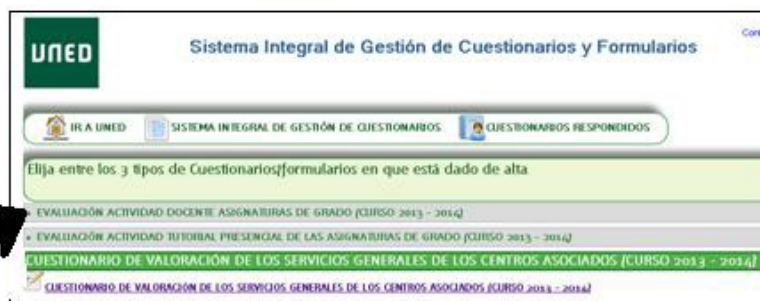 UNED
Sistema Integral de Gestión de Cuestionarios y Formularios
IR A UNED SISTEMA INTEGRAL DE GESTIÓN DE CUESTIONARIOS CUESTIONARIOS RESPONDIDOS
Elija entre los 3 tipos de Cuestionarios/formularios en que está dado de alta
EVALUACIÓN ACTIVIDAD DOCENTE ASIGNATURAS DE GRADO (CURSO 2013 - 2014)
EVALUACIÓN ACTIVIDAD TUTORIAL PRESENCIAL DE LAS ASIGNATURAS DE GRADO (CURSO 2013 - 2014)
CUESTIONARIO DE VALORACIÓN DE LOS SERVICIOS GENERALES DE LOS CENTROS ASOCIADOS (CURSO 2013 - 2014)
CUESTIONARIO DE VALORACIÓN DE LOS SERVICIOS GENERALES DE LOS CENTROS ASOCIADOS (CURSO 2013 - 2014)